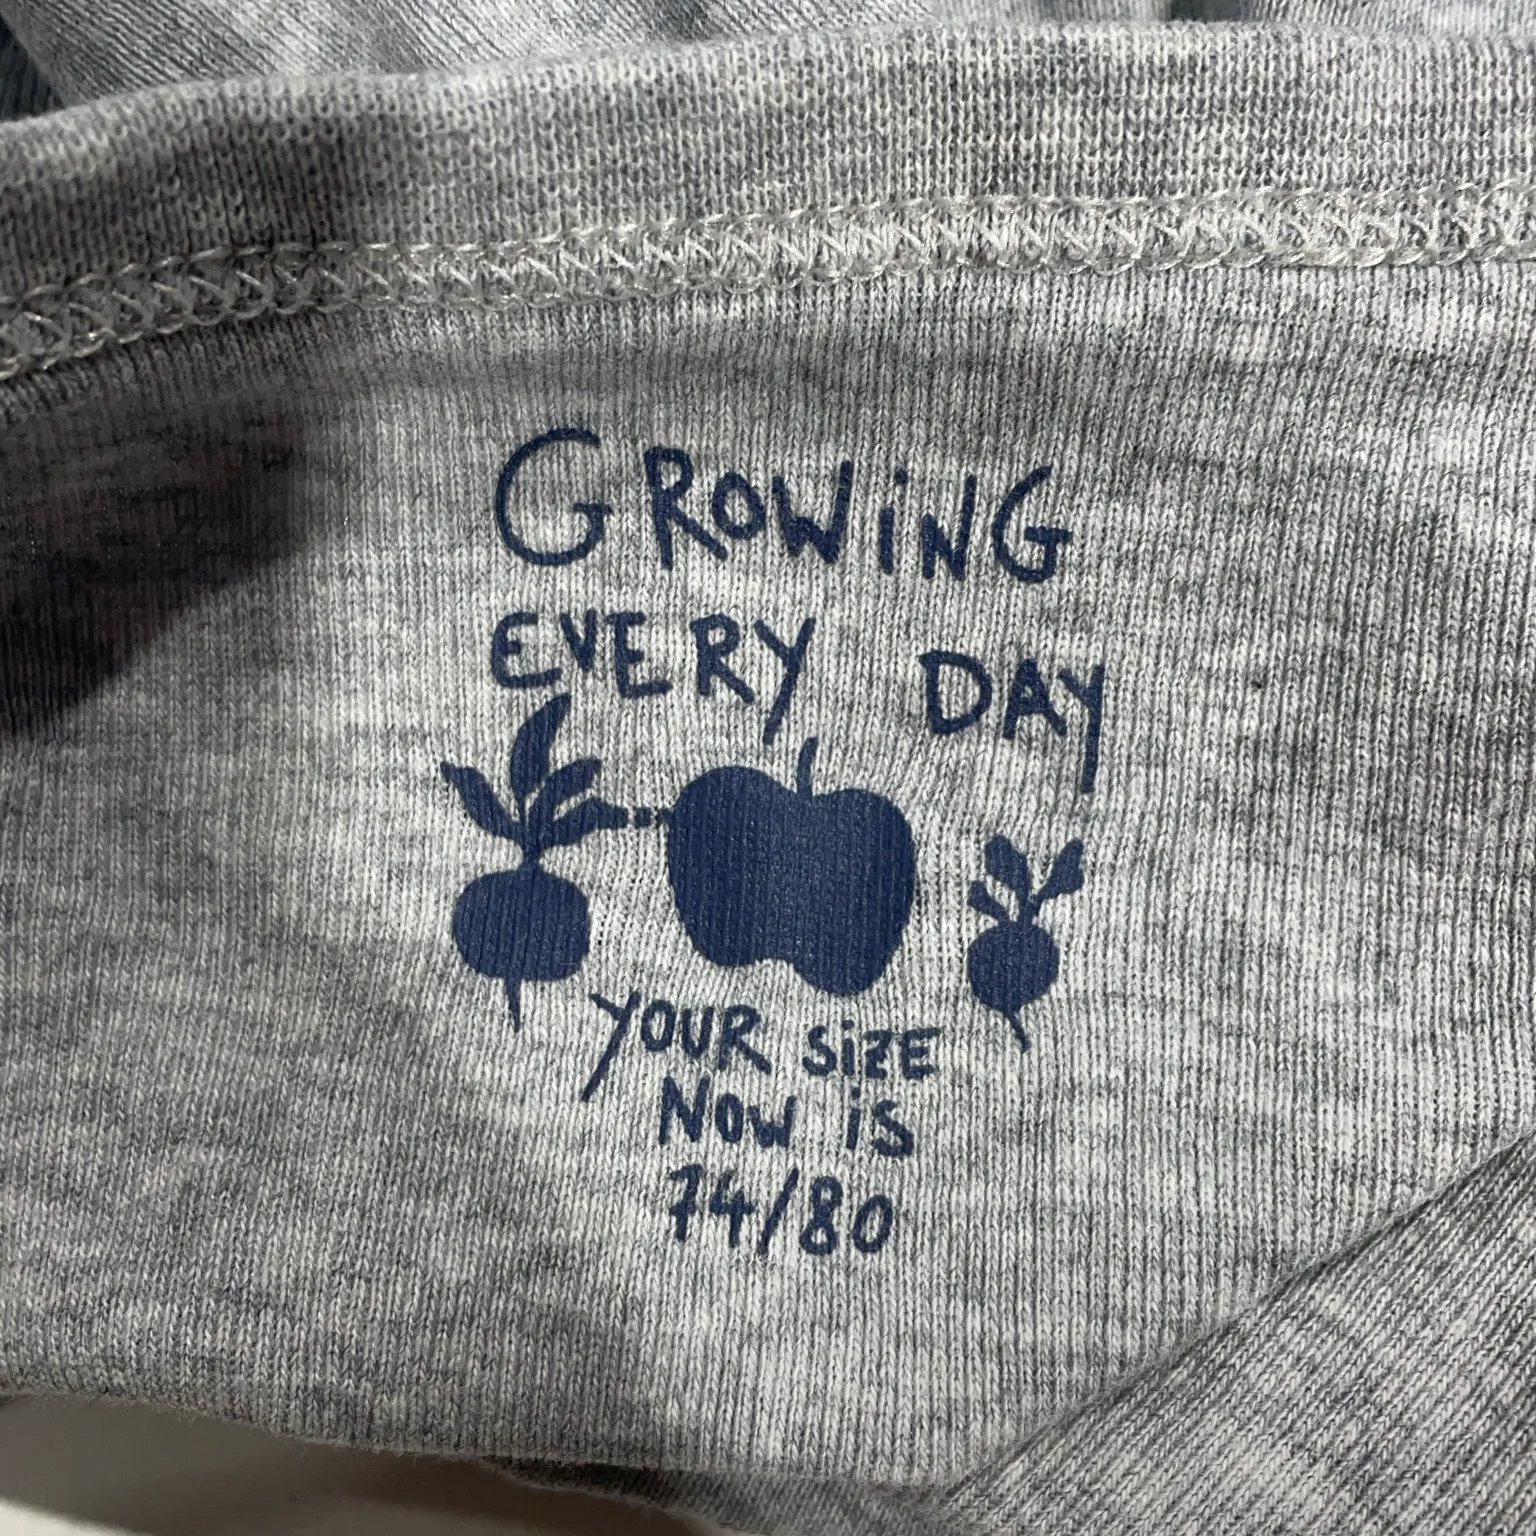 GROWiNG
EVERY DAY
YOUR SiZE
NOW iS
74/80